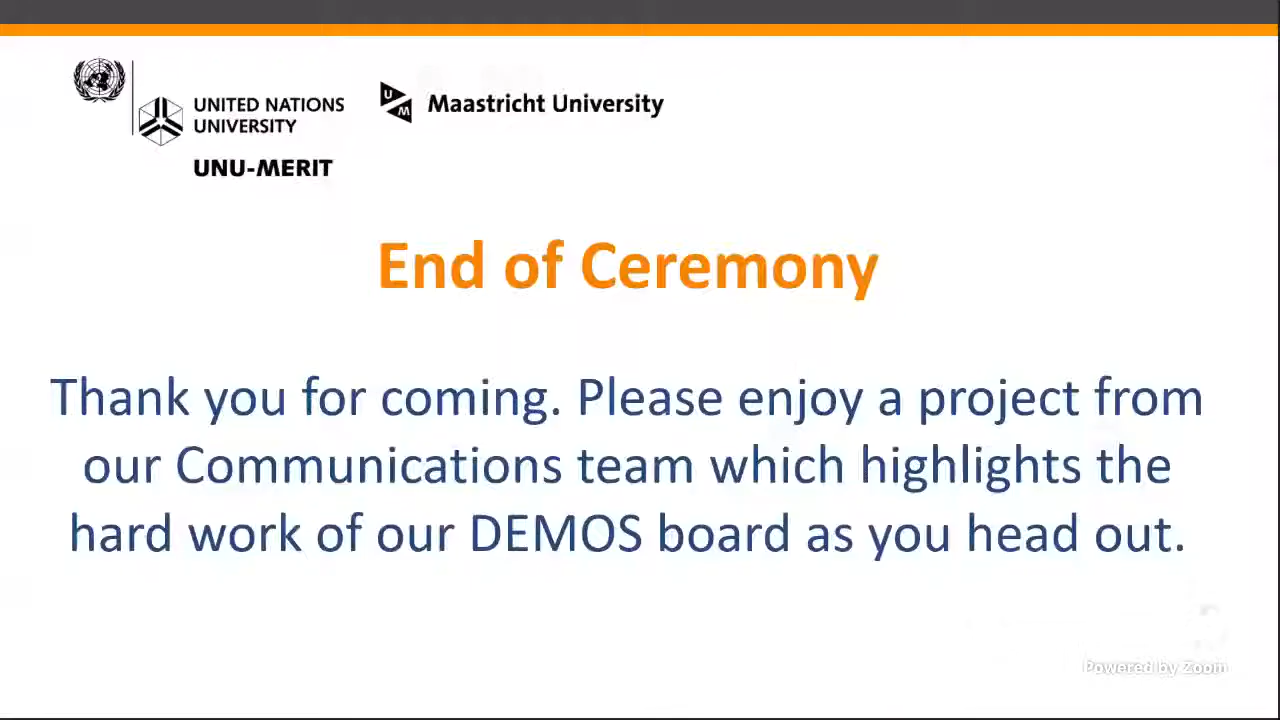 UNITED NATIONS
UNIVERSITY
UNU-MERIT
UM
Maastricht University
End of Ceremony
Thank you for coming. Please enjoy a project from
our Communications team which highlights the
hard work of our DEMOS board as you head out.
Powered by Zoom